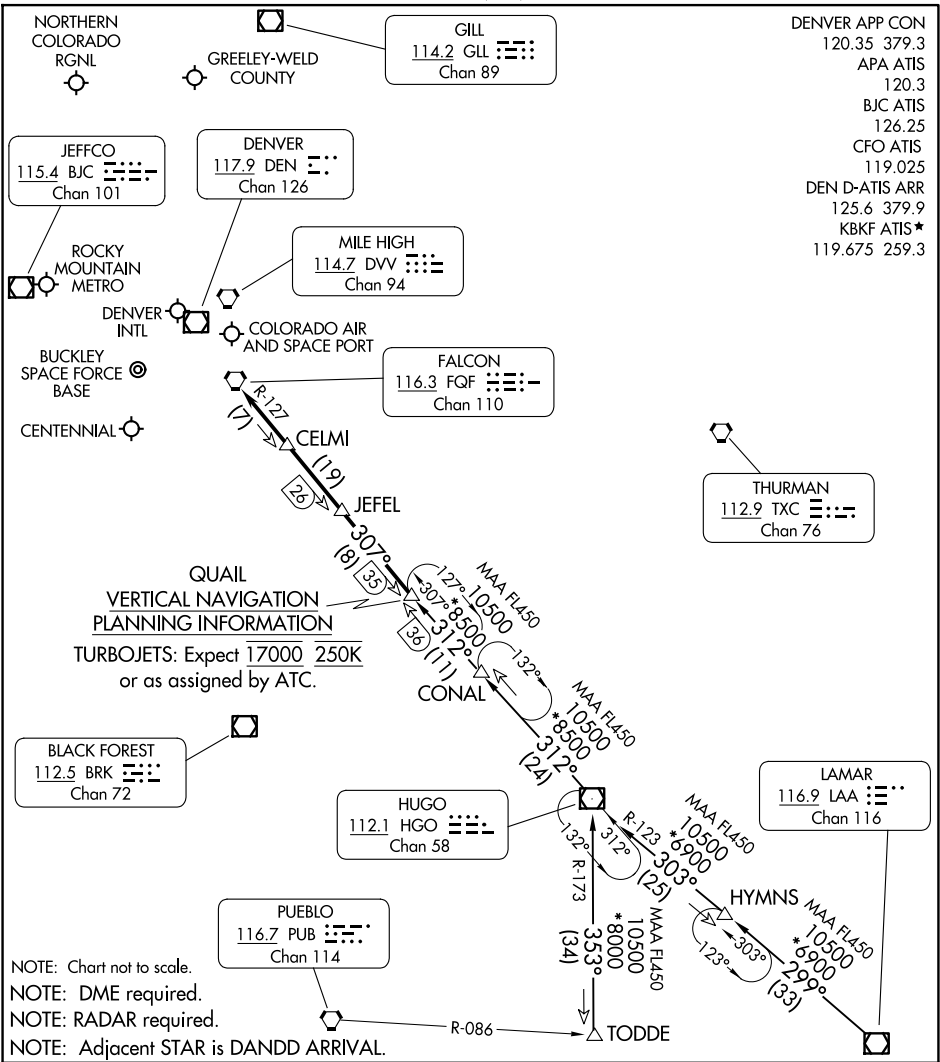 NORTHERN
COLORADO
RGNL
GREELEY-WELD
COUNTY
GILL
114.2 GLL
Chan 89
DENVER APP CON
120.35 379.3
APA ATIS
120.3
BJC ATIS
126.25
CFO ATIS
119.025
DEN D-ATIS ARR
125.6 379.9
KBKF ATIS★
119.675 259.3
JEFFCO
115.4 BJC
Chan 101
DENVER
117.9 DEN
Chan 126
MILE HIGH
114.7 DVV
Chan 94
ROCKY
MOUNTAIN
METRO
DENVER
INTL
COLORADO AIR
AND SPACE PORT
BUCKLEY
SPACE FORCE
BASE
FALCON
116.3 FQF
Chan 110
CENTENNIAL
R-127
(7)
CELMI
(19)
26
JEFEL
THURMAN
112.9 TXC
Chan 76
307°
(8)
35
QUAIL
VERTICAL NAVIGATION
PLANNING INFORMATION
TURBOJETS: Expect 17000 250K
or as assigned by ATC.
127°
307°
MAA FL450
10500
*8500
312°
(11)
36
CONAL
132°
MAA FL450
10500
*8500
312°
(24)
BLACK FOREST
112.5 BRK
Chan 72
HUGO
112.1 HGO
Chan 58
132°
312°
LAMAR
116.9 LAA
Chan 116
R-123
MAA FL450
10500
*6900
303°
(25)
HYMNS
303°
123°
MAA FL450
10500
*6900
299°
(33)
R-173
353°
(34)
MAA FL450
10500
*8000
PUEBLO
116.7 PUB
Chan 114
R-086
TODDE
NOTE: Chart not to scale.
NOTE: DME required.
NOTE: RADAR required.
NOTE: Adjacent STAR is DANDD ARRIVAL.